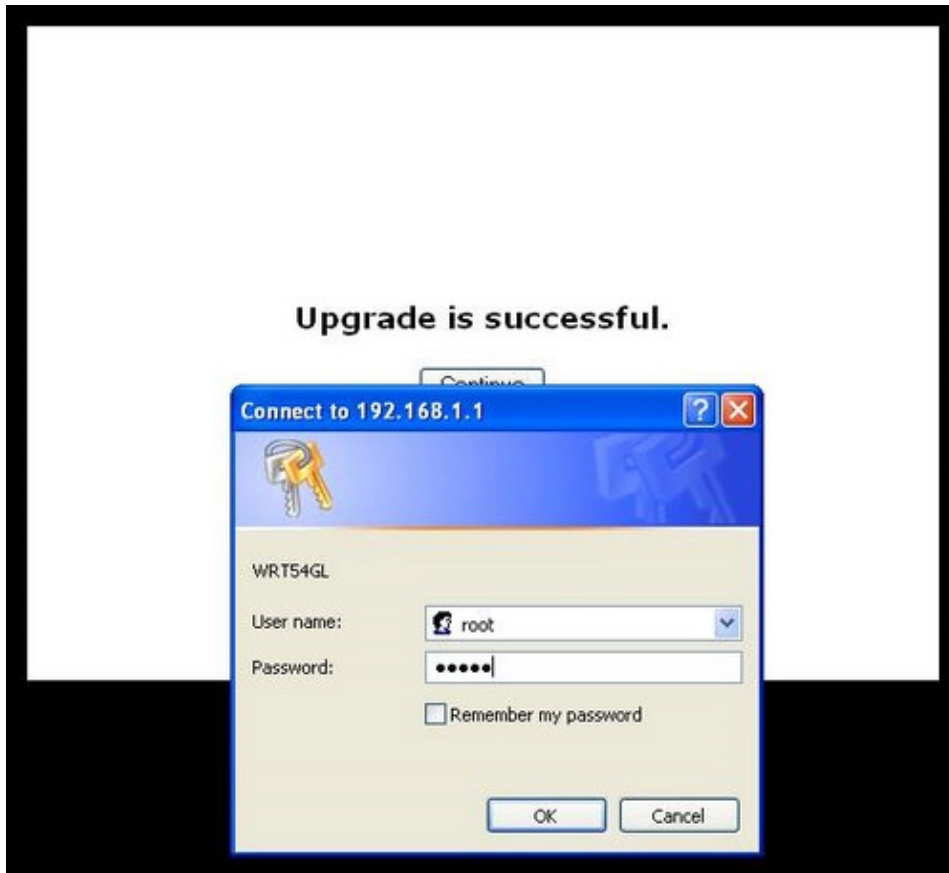 Upgrade is successful.
Continue
Connect to 192.168.1.1
WRT54GL
User name:
root
Password:
•••••
Remember my password
OK
Cancel